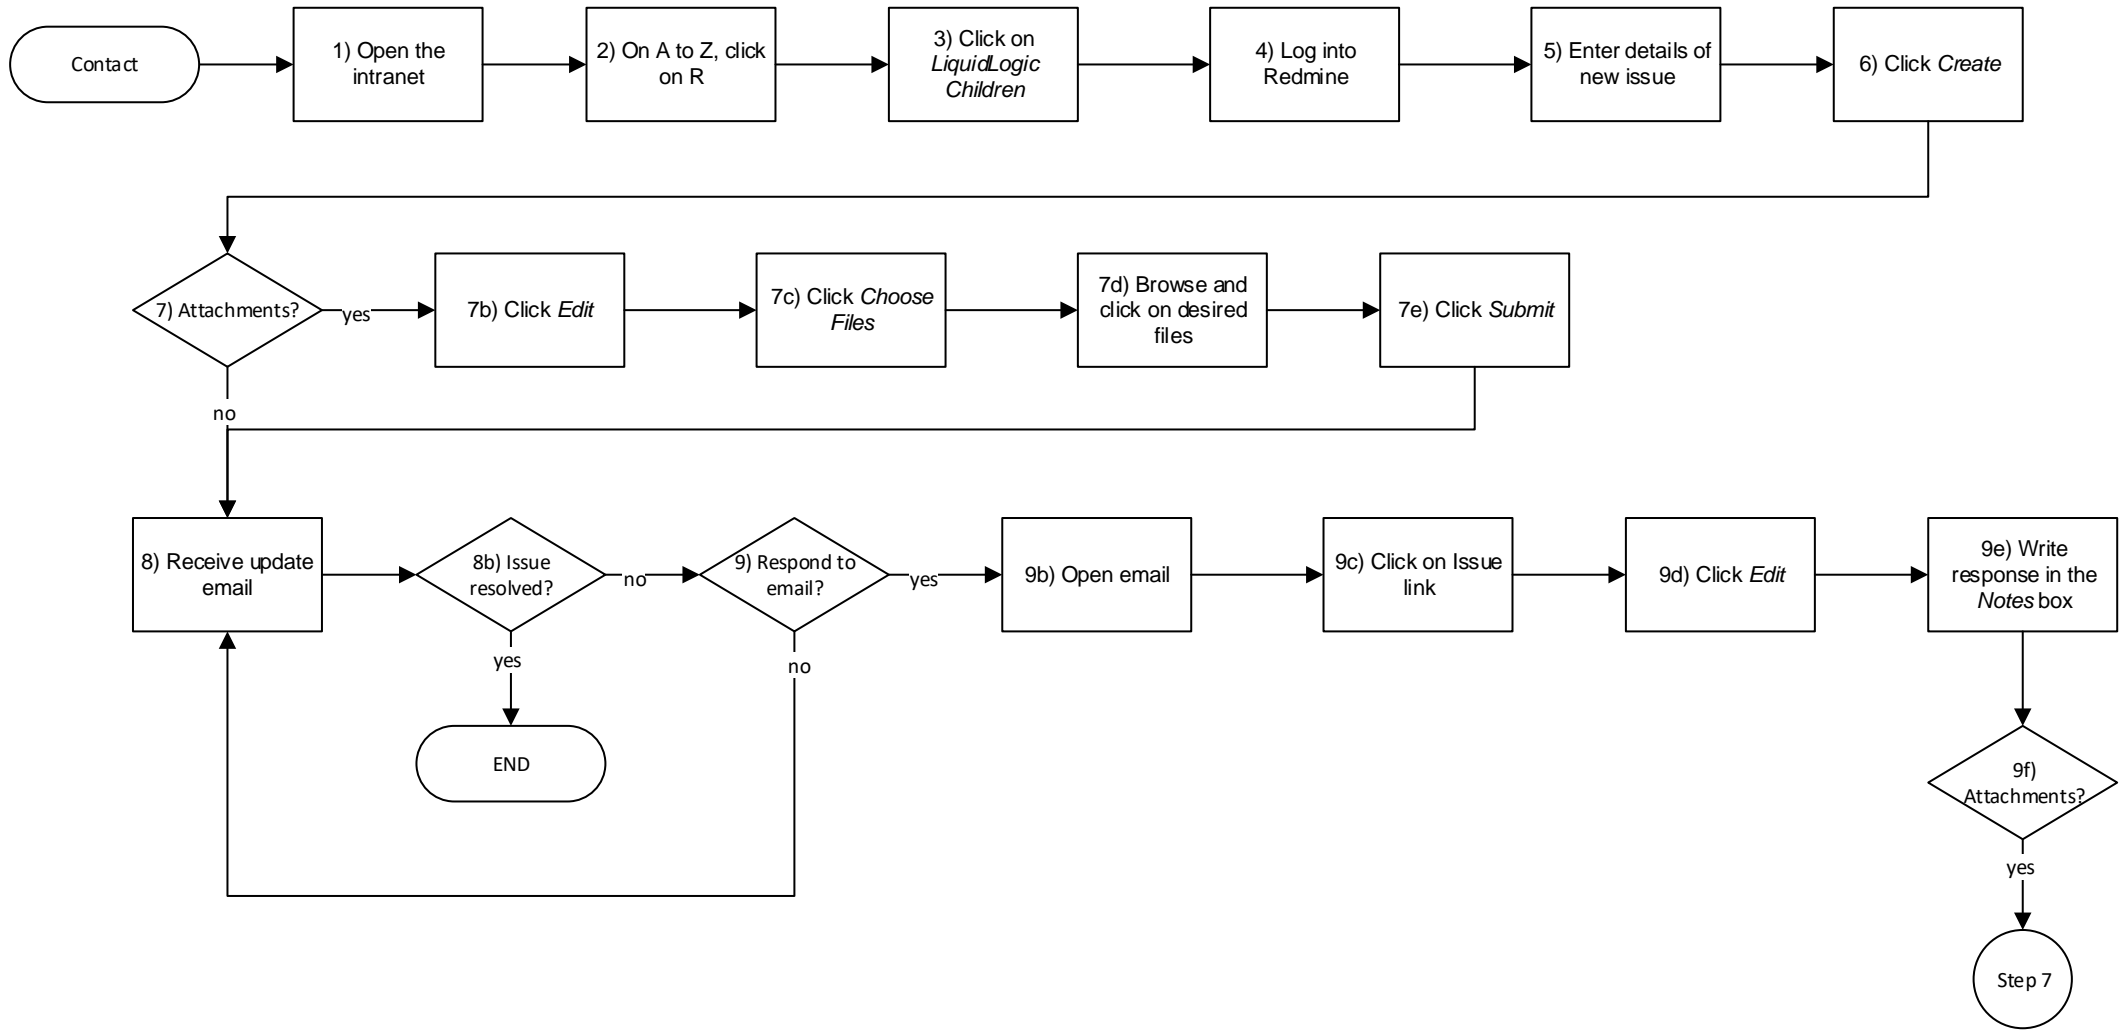 Contact
1) Open the
intranet
2) On A to Z, click
on R
3) Click on
LiquidLogic
Children
4) Log into
Redmine
5) Enter details of
new issue
6) Click Create
7) Attachments?
yes
7b) Click Edit
7c) Click Choose
Files
7d) Browse and
click on desired
files
7e) Click Submit
no
8) Receive update
email
8b) Issue
resolved?
no
9) Respond to
email?
yes
9b) Open email
9c) Click on Issue
link
9d) Click Edit
9e) Write
response in the
Notes box
yes
no
END
9f)
Attachments?
yes
Step 7